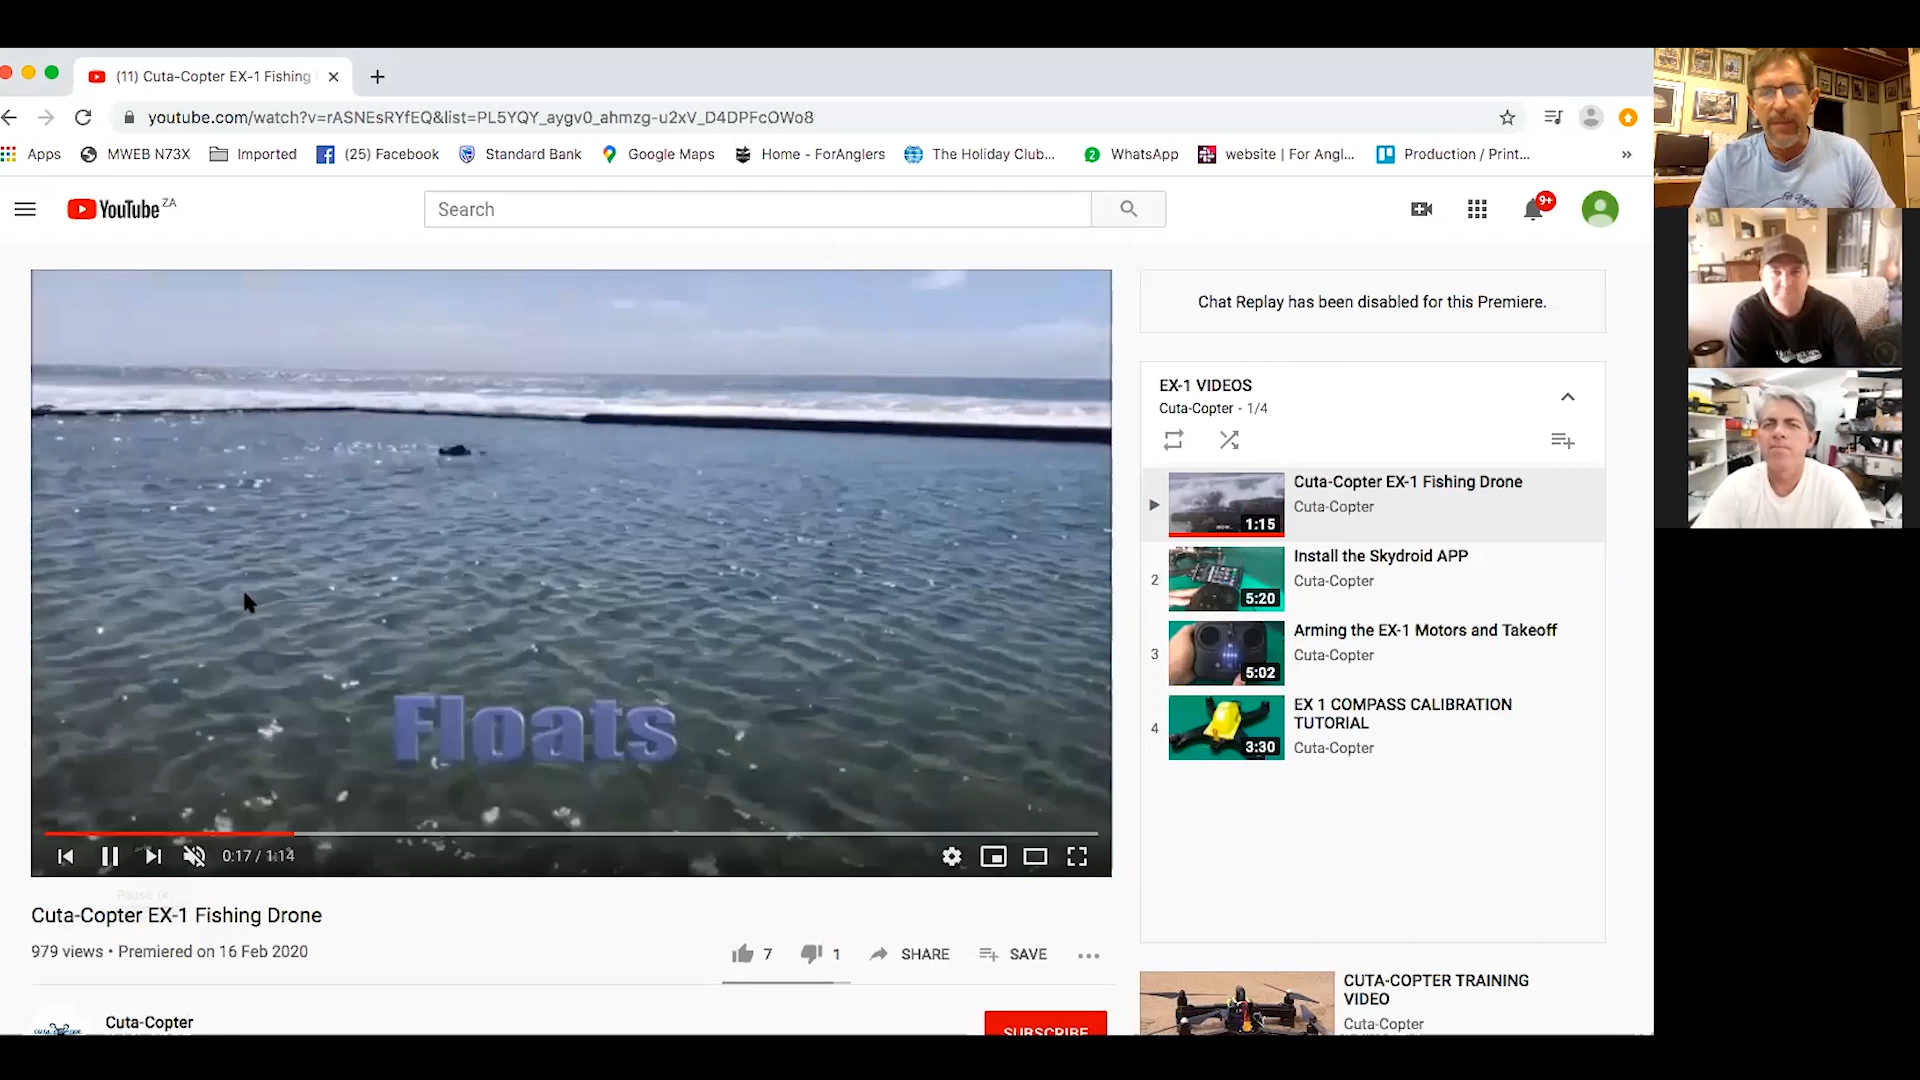 (11) Cuta-Copter EX-1 Fishing
youtube.com/watch?v=rASNEsRYfEQ&list=PL5YQY_aygv0_ahmzg-u2xV_D4DPFcOWo8
Apps MWEB N73X Imported (25) Facebook Standard Bank Google Maps Home - ForAnglers The Holiday Club... WhatsApp website | For Angl... Production / Print... »
YouTube ZA
Search
9+
Chat Replay has been disabled for this Premiere.
EX-1 VIDEOS
Cuta-Copter - 1/4
Cuta-Copter EX-1 Fishing Drone
Cuta-Copter
1:15
2
Install the Skydroid APP
Cuta-Copter
5:20
3
Arming the EX-1 Motors and Takeoff
Cuta-Copter
5:02
4
EX 1 COMPASS CALIBRATION
TUTORIAL
Cuta-Copter
3:30
Floats
0:17 / 1:14
Cuta-Copter EX-1 Fishing Drone
979 views • Premiered on 16 Feb 2020
7 1 SHARE SAVE
Cuta-Copter
SUBSCRIBE
CUTA-COPTER TRAINING
VIDEO
Cuta-Copter